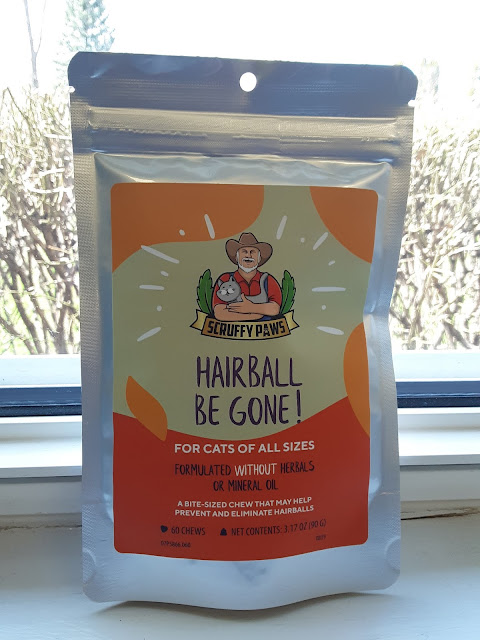 SCRUFFY PAWS
HAIRBALL
BE GONE!
FOR CATS OF ALL SIZES
FORMULATED WITHOUT HERBALS
OR MINERAL OIL
A BITE-SIZED CHEW THAT MAY HELP
PREVENT AND ELIMINATE HAIRBALLS
60 CHEWS NET CONTENTS: 3.17 OZ (90 G)